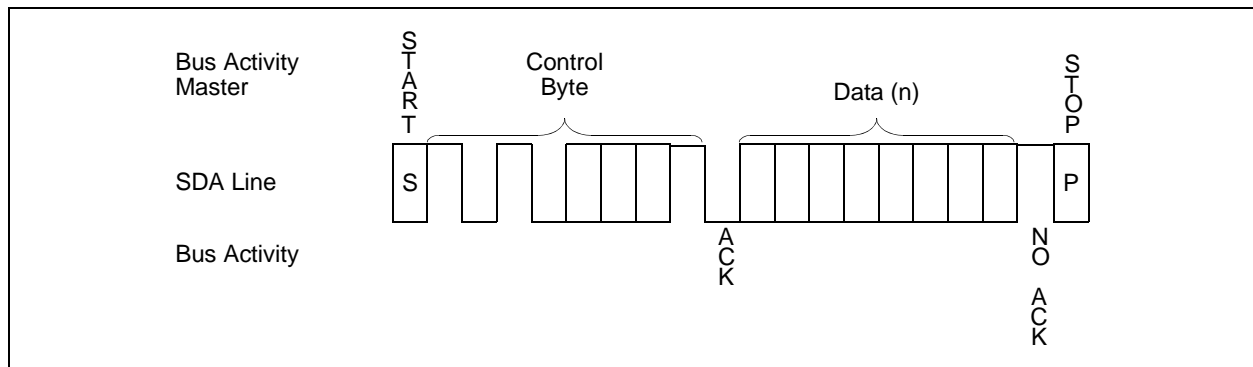 Bus Activity
Master
START
Control
Byte
Data (n)
STOP
SDA Line
S
P
Bus Activity
ACK
NO ACK